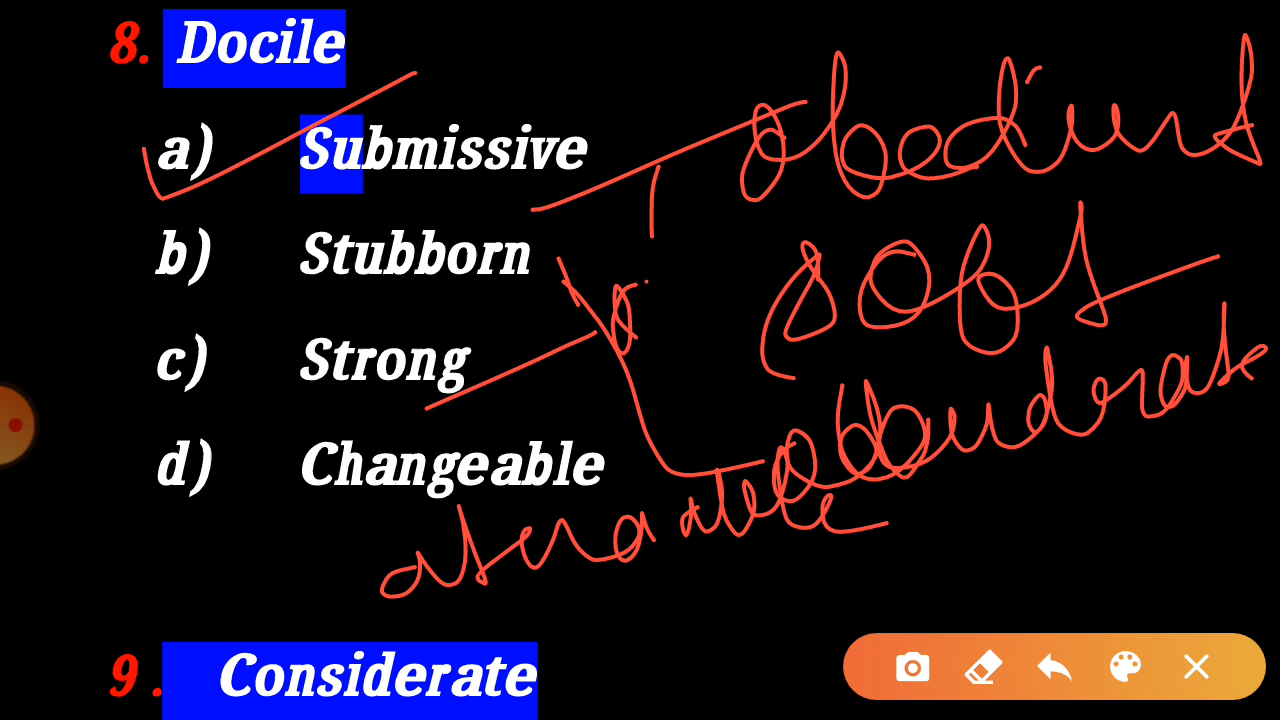 8. Docile
a) Submissive
obedient
b) Stubborn
soft
c) Strong
d) Changeable
9 . Considerate